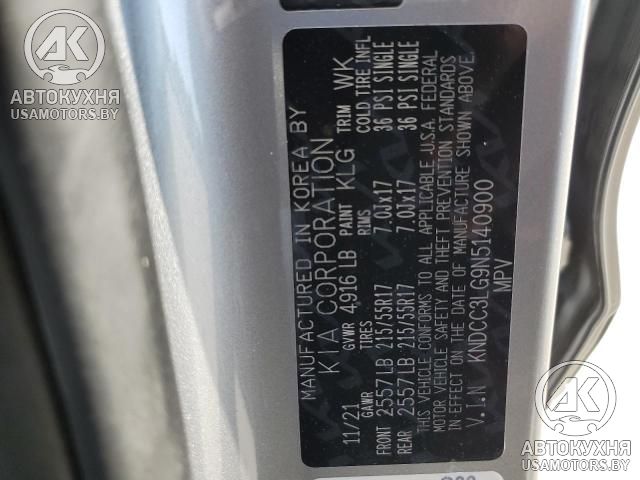 MANUFACTURED IN KOREA BY
KIA CORPORATION
11/21 GVWR 4916 LB PAINT KLG TRIM WK
GAWR TIRES RIMS COLD TIRE INFL
FRONT 2557 LB 215/55R17 7.0Jx17 36 PSI SINGLE
REAR 2557 LB 215/55R17 7.0Jx17 36 PSI SINGLE
THIS VEHICLE CONFORMS TO ALL APPLICABLE U.S.A. FEDERAL
MOTOR VEHICLE SAFETY AND THEFT PREVENTION STANDARDS
IN EFFECT ON THE DATE OF MANUFACTURE SHOWN ABOVE.
V.I.N KNDCC3LG9N5140900
MPV
AK
АВТОКУХНЯ
USAMOTORS.BY
AK
АВТОКУХНЯ
USAMOTORS.BY